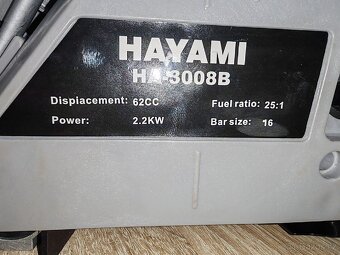 HAYAMI
HA-3008B
Displacement: 62CC Fuel ratio: 25:1
Power: 2.2KW Bar size: 16